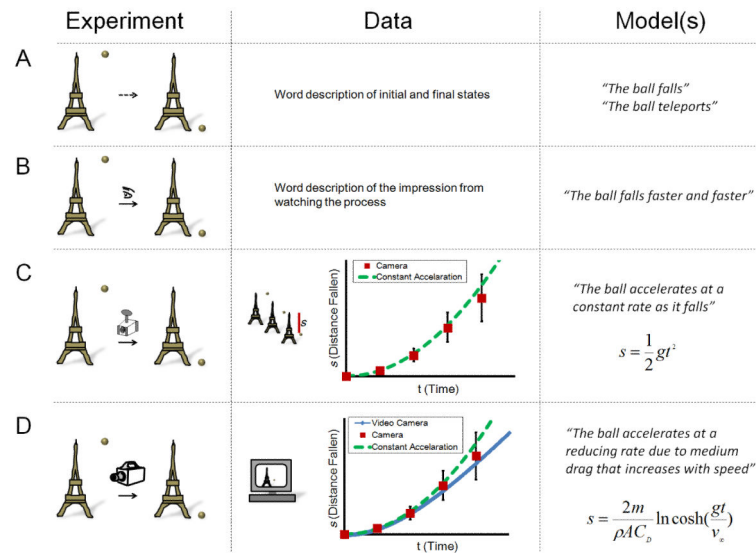 Experiment
Data
Model(s)
A
Word description of initial and final states
“The ball falls”
“The ball teleports”
B
Word description of the impression from
watching the process
“The ball falls faster and faster”
C
s
s (Distance Fallen)
Camera
Constant Accelaration
t (Time)
“The ball accelerates at a
constant rate as it falls”
s = 1/2 gt²
D
s (Distance Fallen)
Video Camera
Camera
Constant Accelaration
t (Time)
“The ball accelerates at a
reducing rate due to medium
drag that increases with speed”
s = 2m/ρAC_D ln cosh(gt/v_∞)